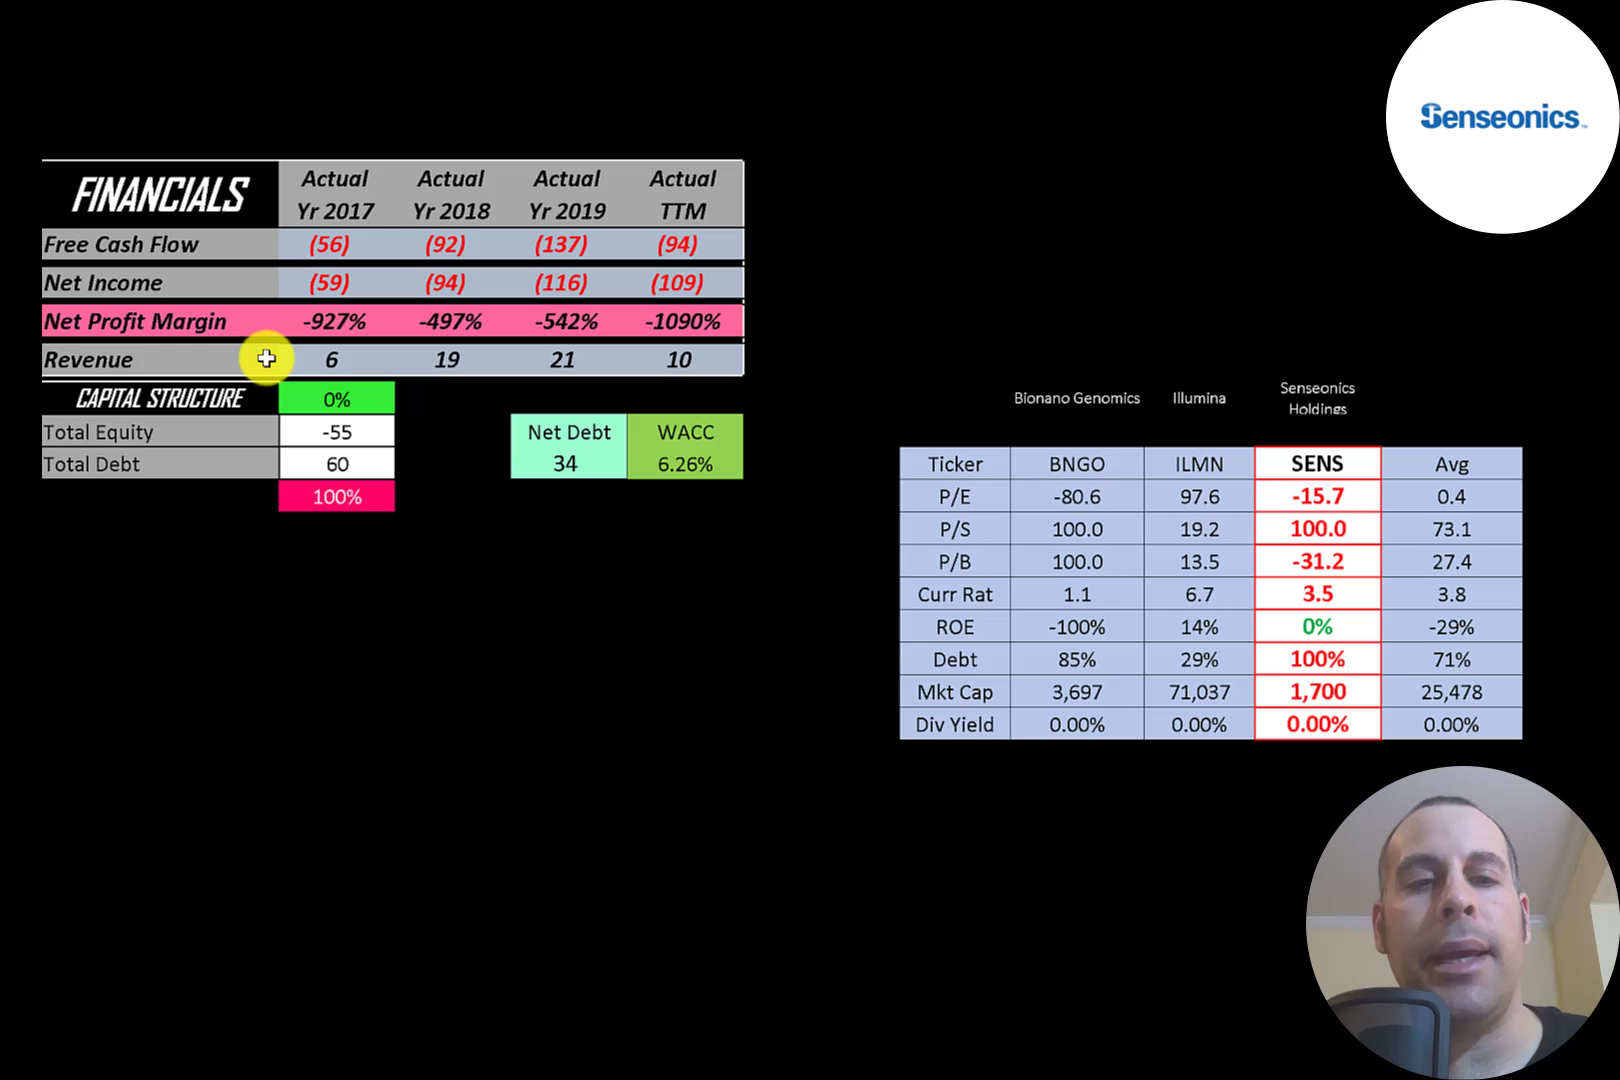 Senseonics™
FINANCIALS Actual Yr 2017 Actual Yr 2018 Actual Yr 2019 Actual TTM
Free Cash Flow (56) (92) (137) (94)
Net Income (59) (94) (116) (109)
Net Profit Margin -927% -497% -542% -1090%
Revenue 6 19 21 10
CAPITAL STRUCTURE 0%
Total Equity -55 Net Debt WACC
Total Debt 60 34 6.26%
100%
Bionano Genomics Illumina Senseonics Holdings
Ticker BNGO ILMN SENS Avg
P/E -80.6 97.6 -15.7 0.4
P/S 100.0 19.2 100.0 73.1
P/B 100.0 13.5 -31.2 27.4
Curr Rat 1.1 6.7 3.5 3.8
ROE -100% 14% 0% -29%
Debt 85% 29% 100% 71%
Mkt Cap 3,697 71,037 1,700 25,478
Div Yield 0.00% 0.00% 0.00% 0.00%